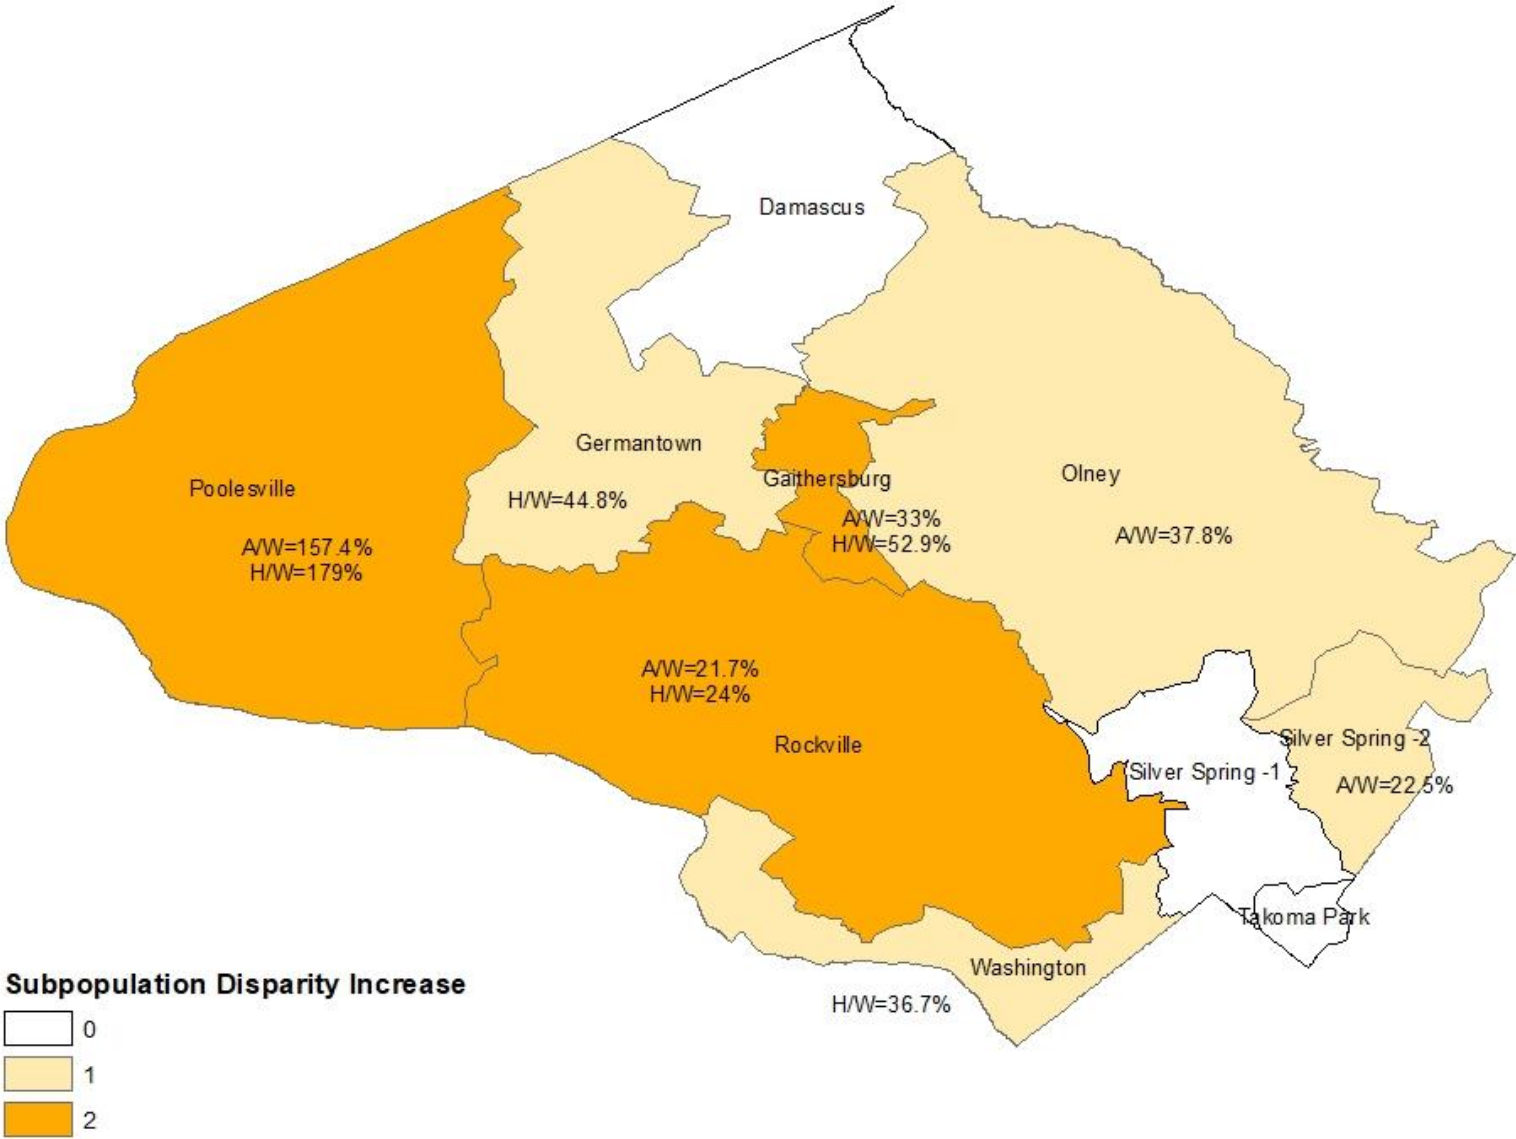 Damascus
Germantown
H/W=44.8%
Gaithersburg
A/W=33%
H/W=52.9%
Olney
A/W=37.8%
Poolesville
A/W=157.4%
H/W=179%
A/W=21.7%
H/W=24%
Rockville
Silver Spring -1
Silver Spring -2
A/W=22.5%
Takoma Park
Washington
H/W=36.7%
Subpopulation Disparity Increase
0
1
2